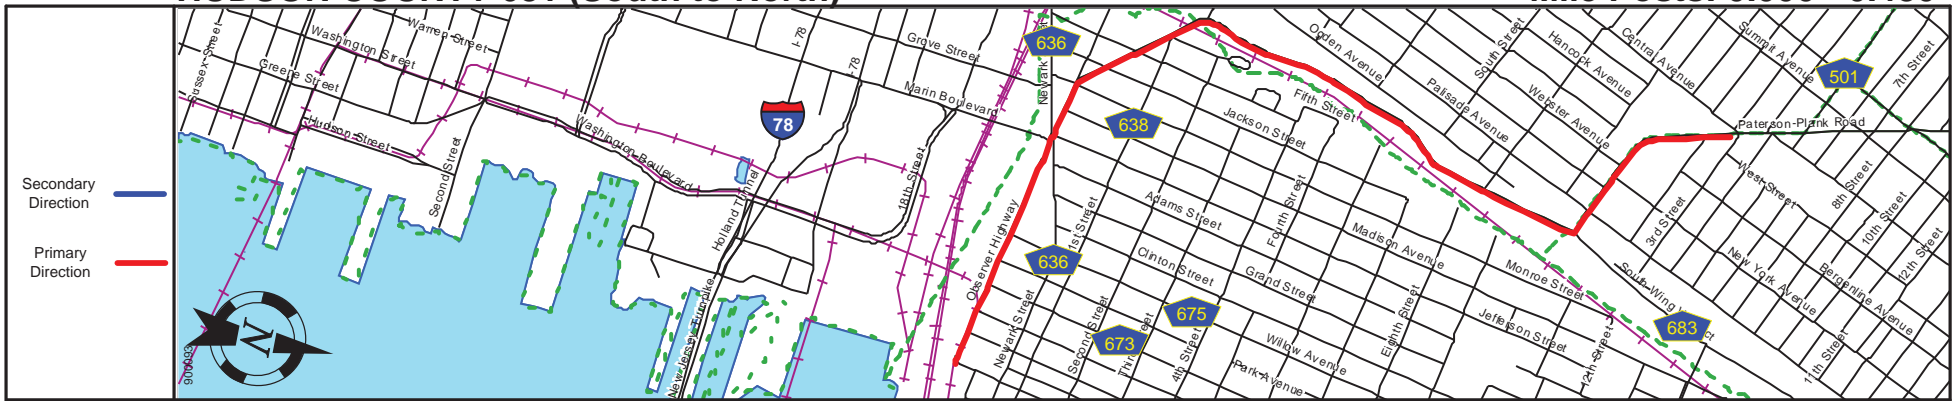 Secondary
Direction
Primary
Direction
Sussex Street
Warren Street
Washington Street
Greene Street
Hudson Street
Second Street
Washington Boulevard
I-78
78
78
Grove Street
Marin Boulevard
Holland Tunnel
18th Street
New Jersey Turnpike
Observer Highway
Newark
636
638
636
1st Street
Newark Street
Second Street
673
4th Street
675
Jackson Street
Fifth Street
Adams Street
Fourth Street
Clinton Street
Grand Street
Madison Avenue
Monroe Street
Jefferson Street
Willow Avenue
Park Avenue
Eighth Street
12th Street
Ogden Avenue
Palisade Avenue
South Street
Hancock Avenue
Webster Avenue
Central Avenue
Summit Avenue
501
7th Street
Paterson-Plank Road
West Street
8th Street
3rd Street
10th Street
12th Street
New York Avenue
Bergenline Avenue
11th Street
683
N